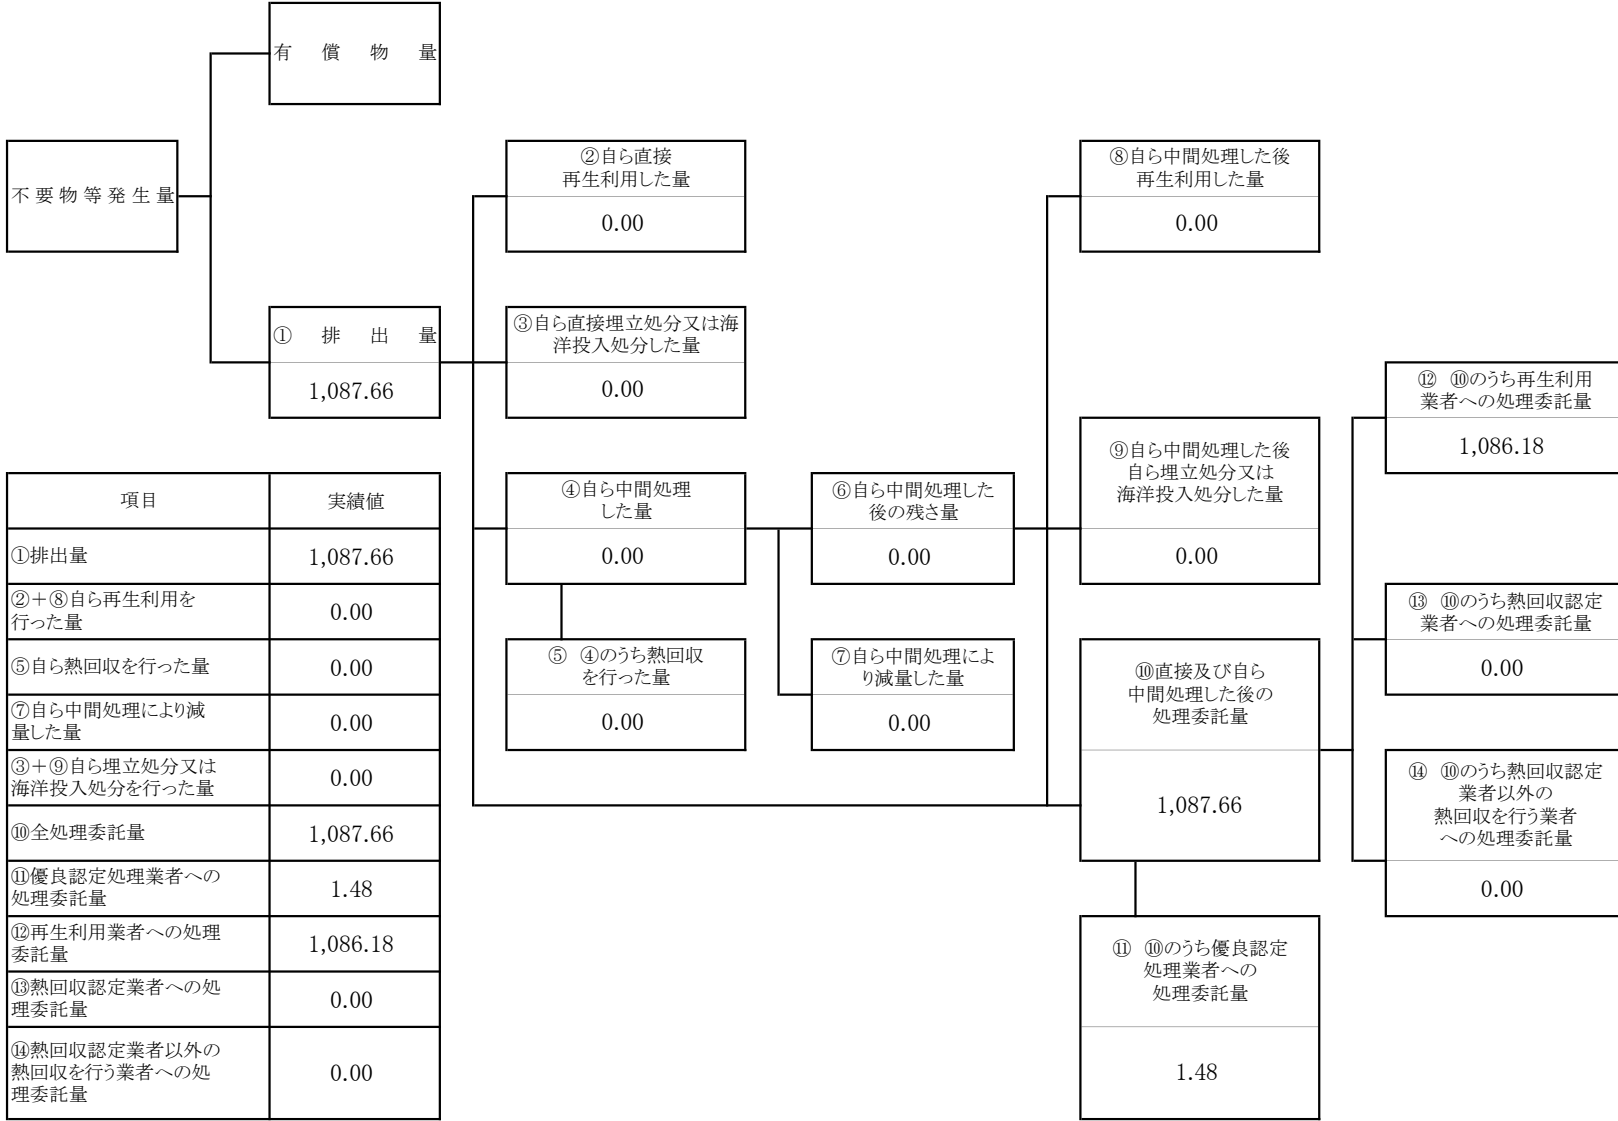 有償物量
不要物等発生量
①排出量
1,087.66
②自ら直接
再生利用した量
0.00
③自ら直接埋立処分又は海
洋投入処分した量
0.00
④自ら中間処理
した量
0.00
⑤ ④のうち熱回収
を行った量
0.00
⑥自ら中間処理した
後の残さ量
0.00
⑦自ら中間処理によ
り減量した量
0.00
⑧自ら中間処理した後
再生利用した量
0.00
⑨自ら中間処理した後
自ら埋立処分又は
海洋投入処分した量
0.00
⑩直接及び自ら
中間処理した後の
処理委託量
1,087.66
⑪ ⑩のうち優良認定
処理業者への
処理委託量
1.48
⑫ ⑩のうち再生利用
業者への処理委託量
1,086.18
⑬ ⑩のうち熱回収認定
業者への処理委託量
0.00
⑭ ⑩のうち熱回収認定
業者以外の
熱回収を行う業者
への処理委託量
0.00
項目 実績値
①排出量 1,087.66
②＋⑧自ら再生利用を
行った量 0.00
⑤自ら熱回収を行った量 0.00
⑦自ら中間処理により減
量した量 0.00
③＋⑨自ら埋立処分又は
海洋投入処分を行った量 0.00
⑩全処理委託量 1,087.66
⑪優良認定処理業者への
処理委託量 1.48
⑫再生利用業者への処理
委託量 1,086.18
⑬熱回収認定業者への処
理委託量 0.00
⑭熱回収認定業者以外の
熱回収を行う業者への処
理委託量 0.00